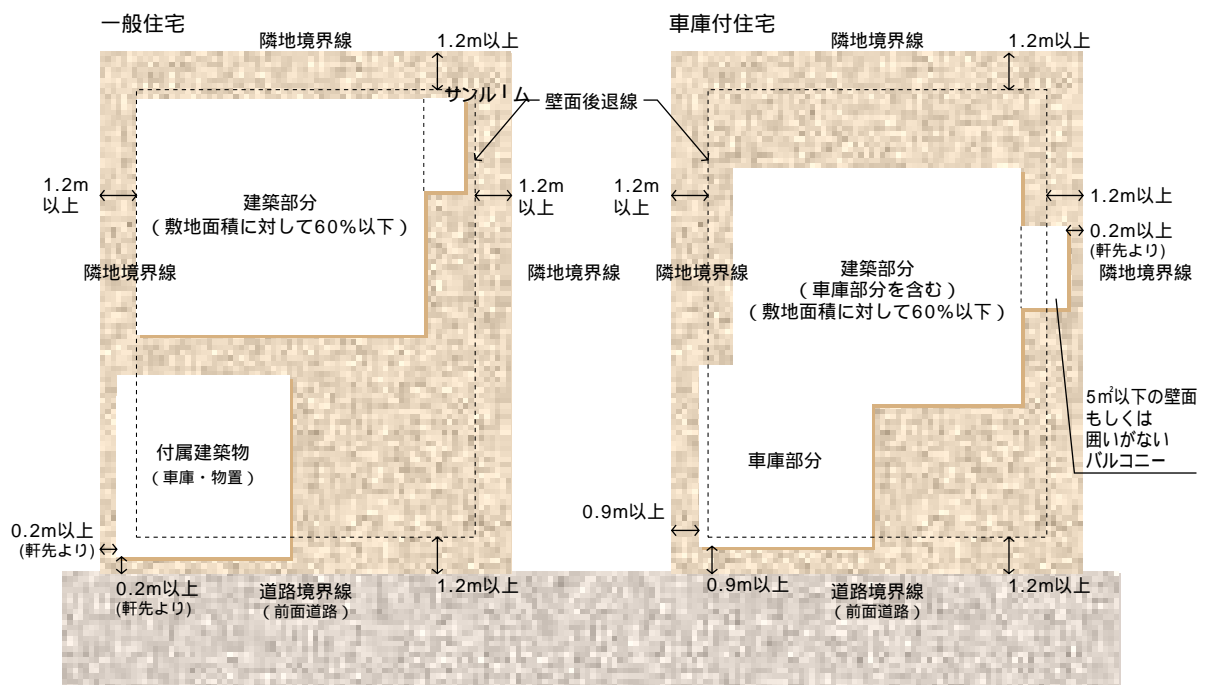 一般住宅
隣地境界線
1.2m以上
サンルーム
壁面後退線
1.2m
以上
建築部分
(敷地面積に対して60%以下)
1.2m
以上
隣地境界線
隣地境界線
付属建築物
(車庫・物置)
0.2m以上
(軒先より)
0.2m以上
(軒先より)
道路境界線
(前面道路)
1.2m以上
車庫付住宅
隣地境界線
1.2m以上
1.2m
以上
1.2m以上
0.2m以上
(軒先より)
隣地境界線
隣地境界線
建築部分
(車庫部分を含む)
(敷地面積に対して60%以下)
5㎡以下の壁面
もしくは
囲いがない
バルコニー
車庫部分
0.9m以上
0.9m以上
道路境界線
(前面道路)
1.2m以上